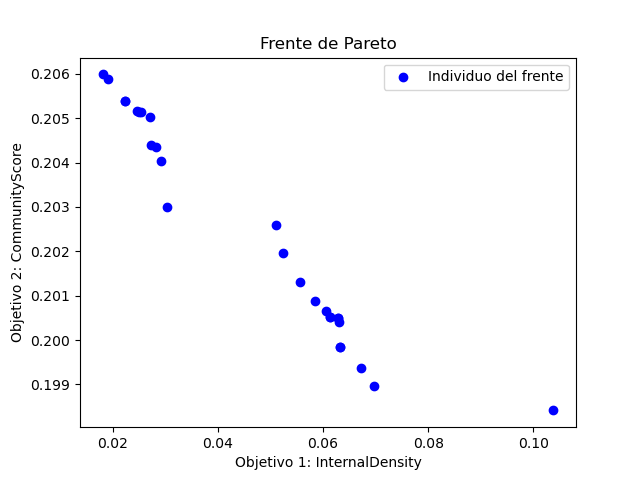 Frente de Pareto
Individuo del frente
Objetivo 2: CommunityScore
0.206
0.205
0.204
0.203
0.202
0.201
0.200
0.199
0.02 0.04 0.06 0.08 0.10
Objetivo 1: InternalDensity